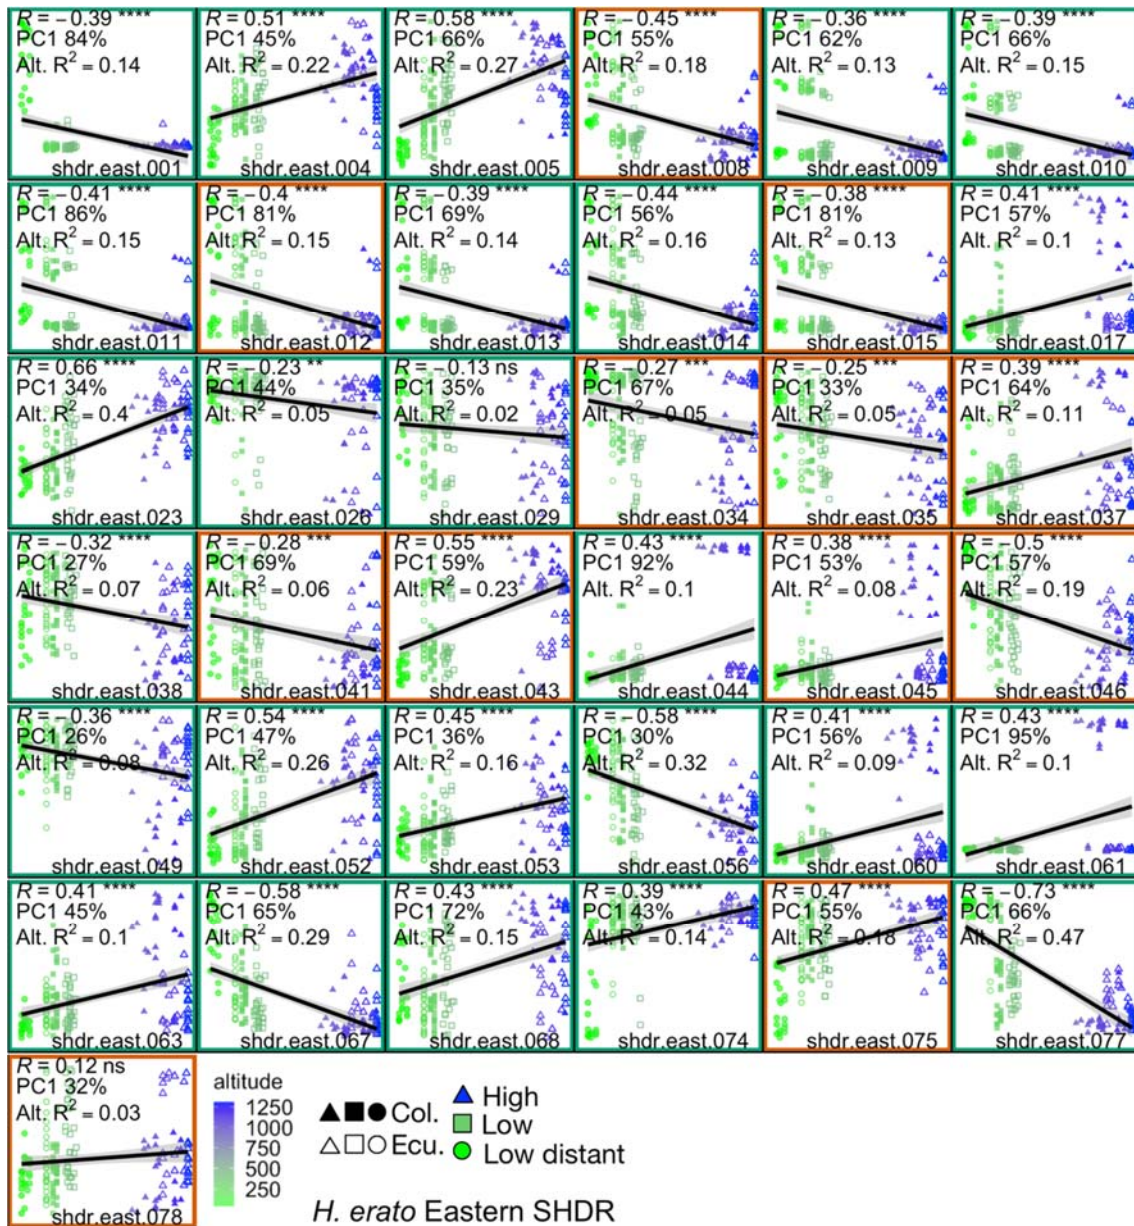 R = −0.39 ****
PC1 84%
Alt. R² = 0.14
shdr.east.001
R = 0.51 ****
PC1 45%
Alt. R² = 0.22
shdr.east.004
R = 0.58 ****
PC1 66%
Alt. R² = 0.27
shdr.east.005
R = −0.45 ****
PC1 55%
Alt. R² = 0.18
shdr.east.008
R = −0.36 ****
PC1 62%
Alt. R² = 0.13
shdr.east.009
R = −0.39 ****
PC1 66%
Alt. R² = 0.15
shdr.east.010
R = −0.41 ****
PC1 86%
Alt. R² = 0.15
shdr.east.011
R = −0.4 ****
PC1 81%
Alt. R² = 0.15
shdr.east.012
R = −0.39 ****
PC1 69%
Alt. R² = 0.14
shdr.east.013
R = −0.44 ****
PC1 56%
Alt. R² = 0.16
shdr.east.014
R = −0.38 ****
PC1 81%
Alt. R² = 0.13
shdr.east.015
R = 0.41 ****
PC1 57%
Alt. R² = 0.1
shdr.east.017
R = 0.66 ****
PC1 34%
Alt. R² = 0.4
shdr.east.023
R = −0.23 **
PC1 44%
Alt. R² = 0.05
shdr.east.026
R = −0.13 ns
PC1 35%
Alt. R² = 0.02
shdr.east.029
R = −0.27 ***
PC1 67%
Alt. R² = 0.05
shdr.east.034
R = −0.25 ***
PC1 33%
Alt. R² = 0.05
shdr.east.035
R = 0.39 ****
PC1 64%
Alt. R² = 0.11
shdr.east.037
R = −0.32 ****
PC1 27%
Alt. R² = 0.07
shdr.east.038
R = −0.28 ***
PC1 69%
Alt. R² = 0.06
shdr.east.041
R = 0.55 ****
PC1 59%
Alt. R² = 0.23
shdr.east.043
R = 0.43 ****
PC1 92%
Alt. R² = 0.1
shdr.east.044
R = 0.38 ****
PC1 53%
Alt. R² = 0.08
shdr.east.045
R = −0.5 ****
PC1 57%
Alt. R² = 0.19
shdr.east.046
R = −0.36 ****
PC1 26%
Alt. R² = 0.08
shdr.east.049
R = 0.54 ****
PC1 47%
Alt. R² = 0.26
shdr.east.052
R = 0.45 ****
PC1 36%
Alt. R² = 0.16
shdr.east.053
R = −0.58 ****
PC1 30%
Alt. R² = 0.32
shdr.east.056
R = 0.41 ****
PC1 56%
Alt. R² = 0.09
shdr.east.060
R = 0.43 ****
PC1 95%
Alt. R² = 0.1
shdr.east.061
R = 0.41 ****
PC1 45%
Alt. R² = 0.1
shdr.east.063
R = −0.58 ****
PC1 65%
Alt. R² = 0.29
shdr.east.067
R = 0.43 ****
PC1 72%
Alt. R² = 0.15
shdr.east.068
R = 0.39 ****
PC1 43%
Alt. R² = 0.14
shdr.east.074
R = 0.47 ****
PC1 55%
Alt. R² = 0.18
shdr.east.075
R = −0.73 ****
PC1 66%
Alt. R² = 0.47
shdr.east.077
R = 0.12 ns
PC1 32%
Alt. R² = 0.03
shdr.east.078
altitude
1250
1000
750
500
250
Col.
Ecu.
High
Low
Low distant
H. erato Eastern SHDR